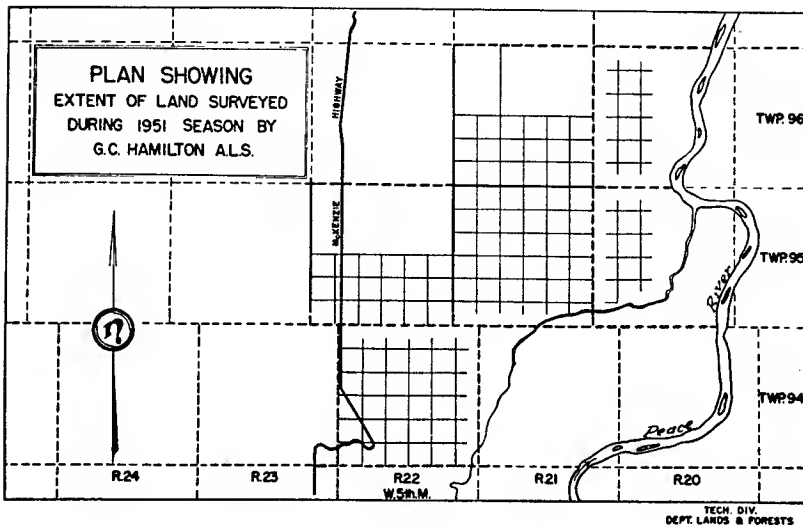 PLAN SHOWING
EXTENT OF LAND SURVEYED
DURING 1951 SEASON BY
G.C. HAMILTON A.L.S.
HIGHWAY
McKENZIE
TWP. 96
TWP. 95
River
TWP. 94
Peace
R.24
R.23
R.22
R.21
R.20
W.5th.M.
TECH. DIV.
DEPT. LANDS & FORESTS